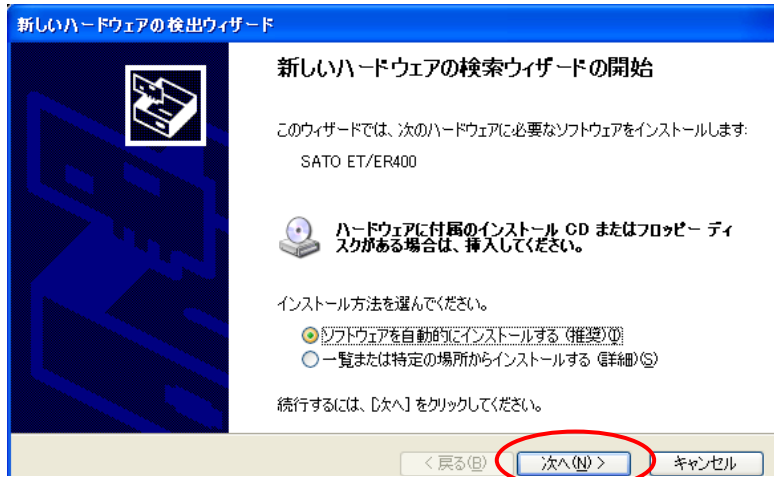 新しいハードウェアの検出ウィザード
新しいハードウェアの検索ウィザードの開始
このウィザードでは、次のハードウェアに必要なソフトウェアをインストールします:
SATO ET/ER400
ハードウェアに付属のインストール CD またはフロッピー ディ
スクがある場合は、挿入してください。
インストール方法を選んでください。
ソフトウェアを自動的にインストールする (推奨)(I)
一覧または特定の場所からインストールする (詳細)(S)
続行するには、[次へ] をクリックしてください。
< 戻る(B) 次へ(N) > キャンセル